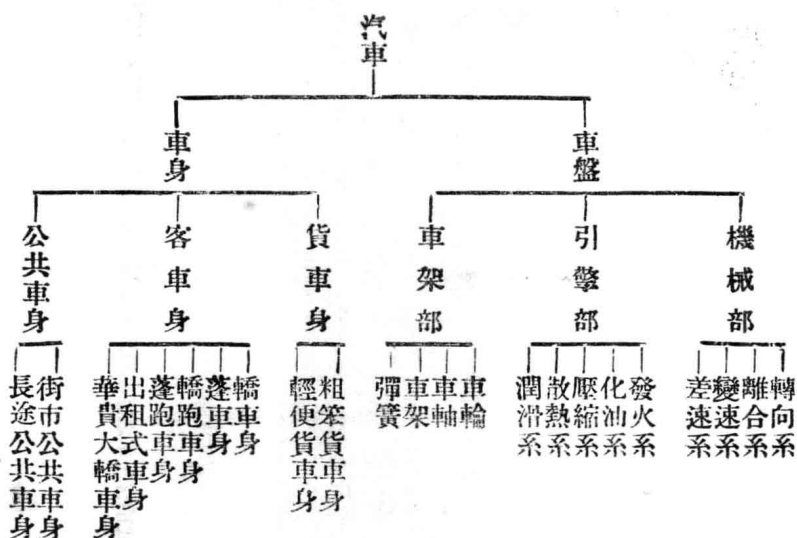 汽車
車身
車盤
公共車身
客車身
貨車身
車架部
引擎部
機械部
長途公共車身
街市公共車身
華貴大轎車身
出租式車身
蓬跑車身
轎跑車身
蓬車身
轎車身
輕便貨車身
粗笨貨車身
彈簧
車架
車軸
車輪
潤滑系
散熱系
壓縮系
化油系
發火系
差速系
變速系
離合系
轉向系